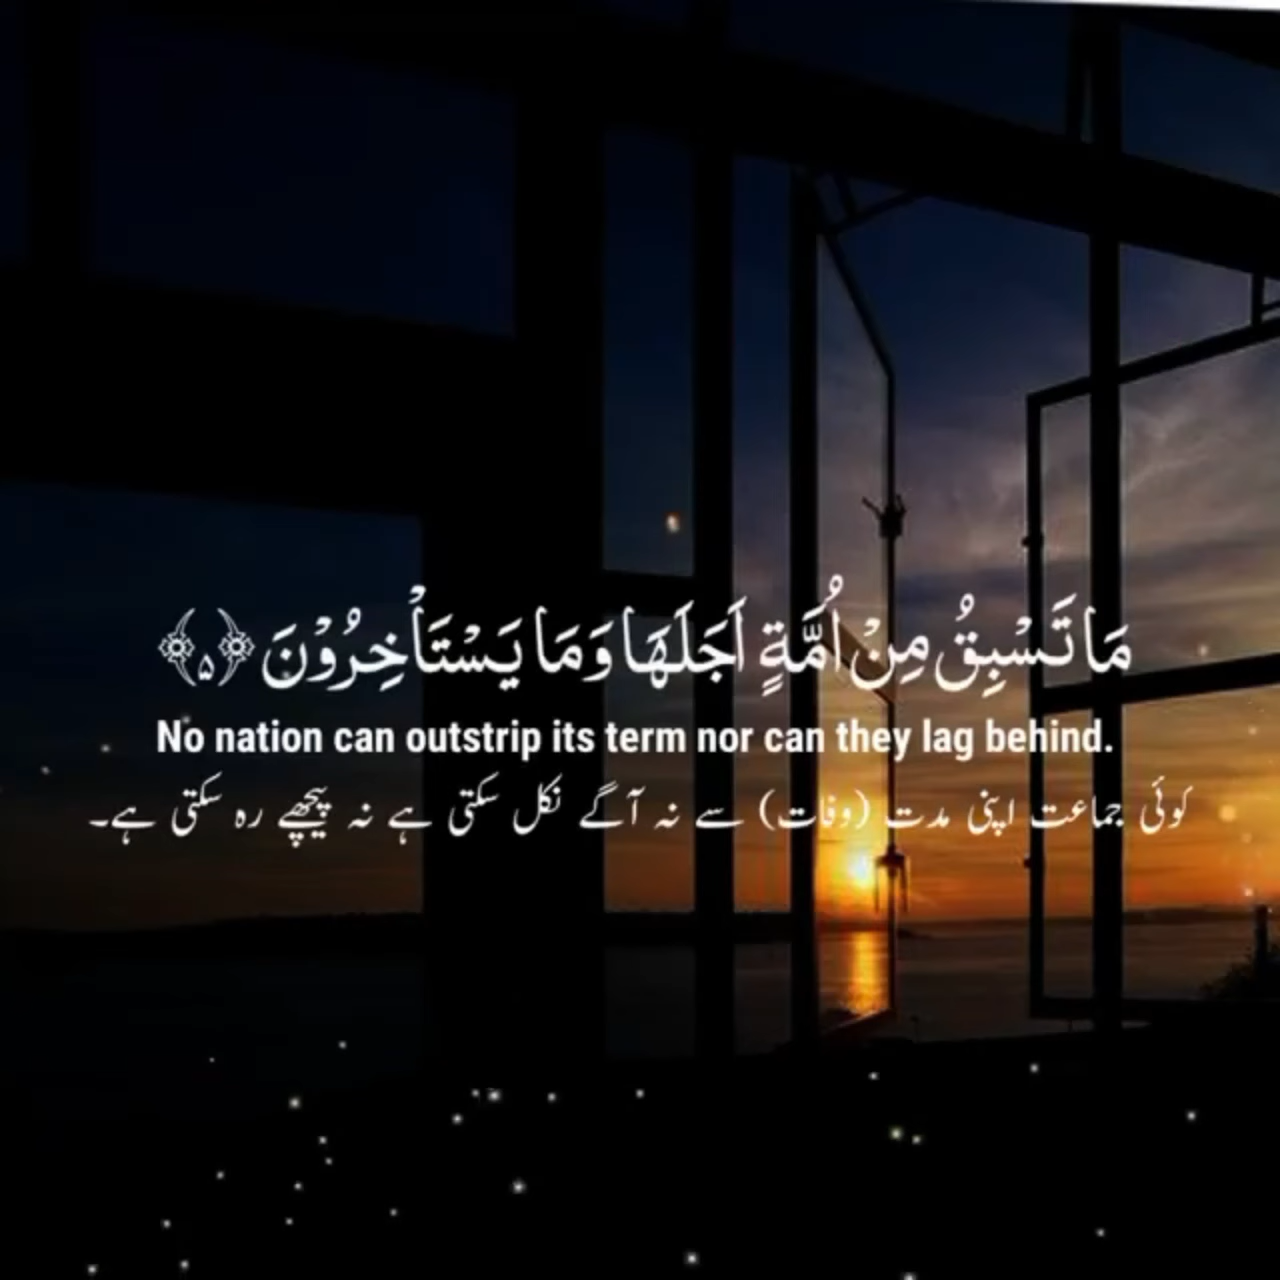 مَا تَسْبِقُ مِنْ اُمَّةٍ اَجَلَهَا وَمَا يَسْتَاْخِرُوْنَ ﴿۵﴾
No nation can outstrip its term nor can they lag behind.
کوئی جماعت اپنی مدت (وفات) سے نہ آگے نکل سکتی ہے نہ پیچھے رہ سکتی ہے۔